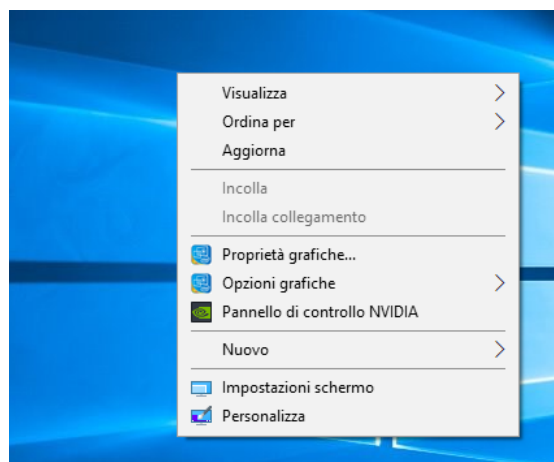 Visualizza
Ordina per
Aggiorna
Incolla
Incolla collegamento
Proprietà grafiche...
Opzioni grafiche
Pannello di controllo NVIDIA
Nuovo
Impostazioni schermo
Personalizza